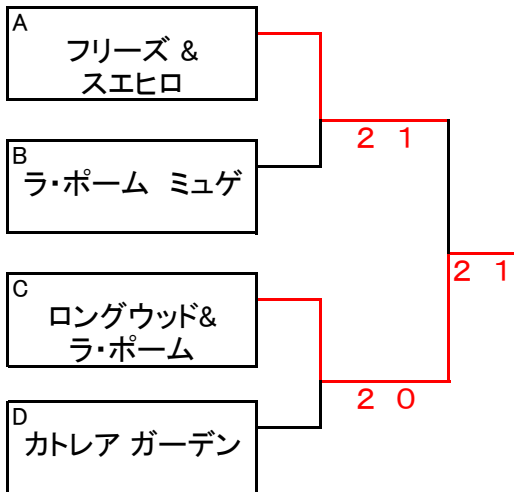 A
フリーズ &
スエヒロ
B
ラ・ポーム　ミュゲ
２ １
C
ロングウッド&
ラ・ポーム
２ １
２ ０
D
カトレア ガーデン